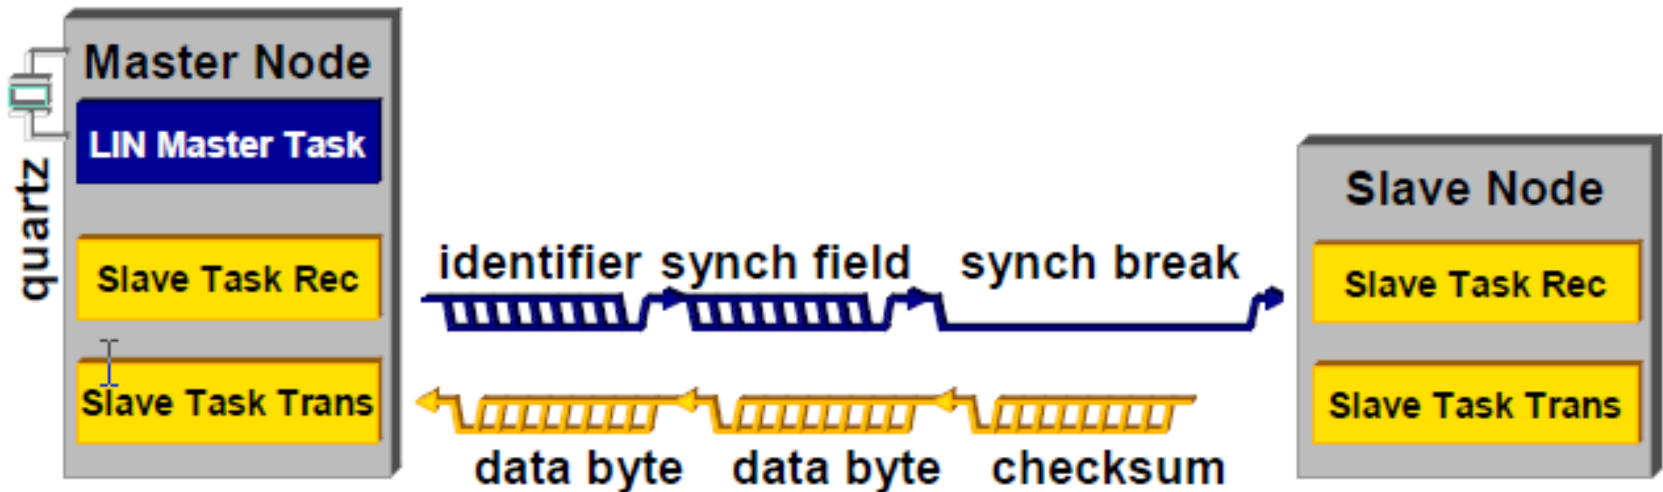 Master Node
LIN Master Task
quartz
Slave Task Rec
Slave Task Trans
identifier synch field synch break
data byte data byte checksum
Slave Node
Slave Task Rec
Slave Task Trans